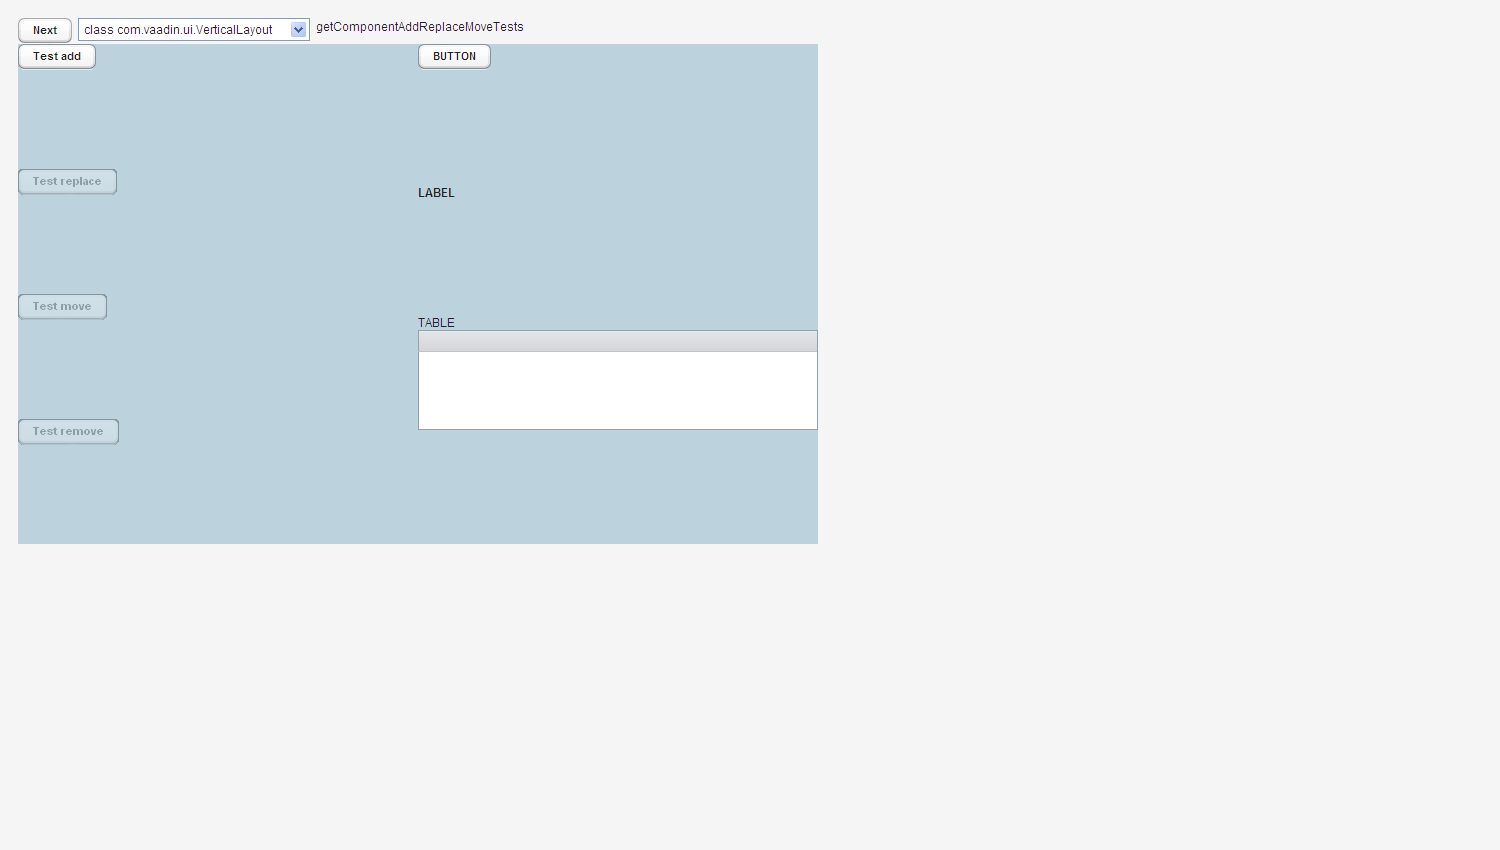 Next
class com.vaadin.ui.VerticalLayout
getComponentAddReplaceMoveTests
Test add
BUTTON
Test replace
LABEL
Test move
TABLE
Test remove